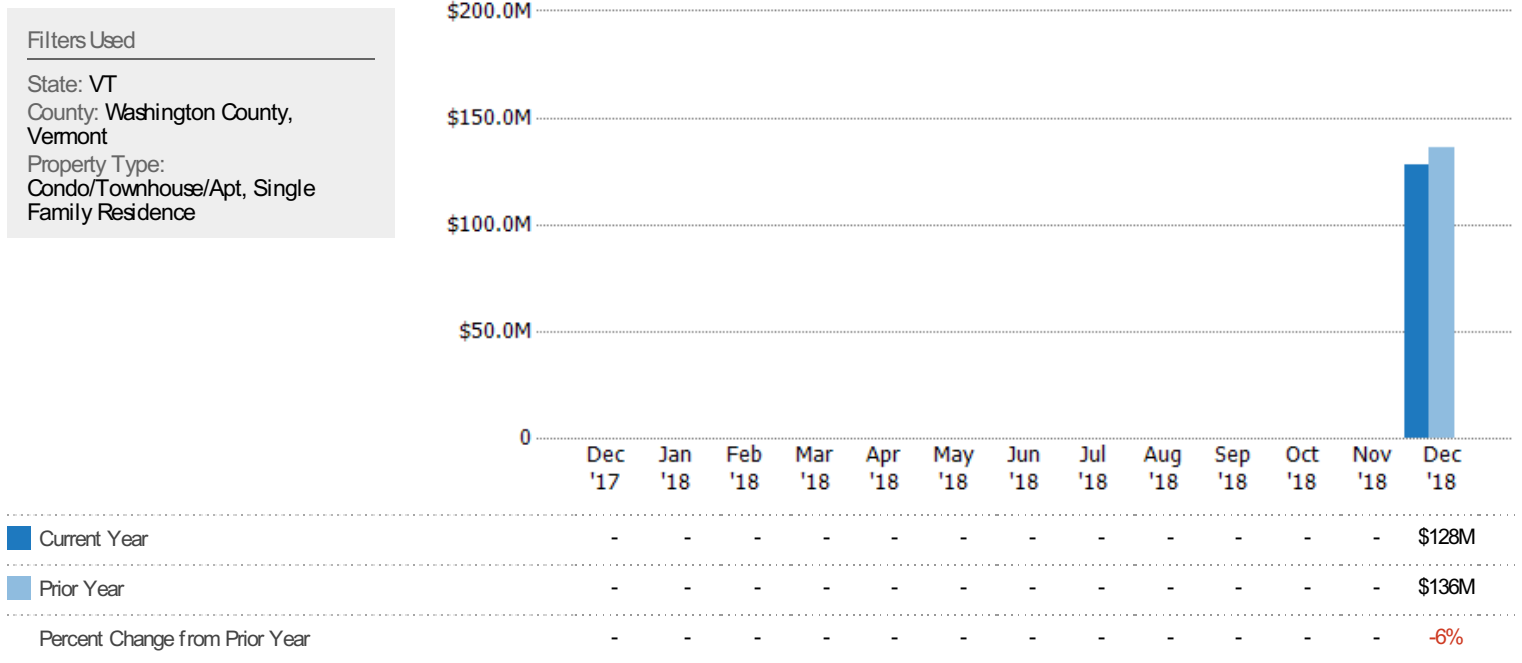 Filters Used
State: VT
County: Washington County,
Vermont
Property Type:
Condo/Townhouse/Apt, Single
Family Residence
$200.0M
$150.0M
$100.0M
$50.0M
0
Dec Jan Feb Mar Apr May Jun Jul Aug Sep Oct Nov Dec
'17 '18 '18 '18 '18 '18 '18 '18 '18 '18 '18 '18 '18
Current Year - - - - - - - - - - - - $128M
Prior Year - - - - - - - - - - - - $136M
Percent Change from Prior Year - - - - - - - - - - - - -6%